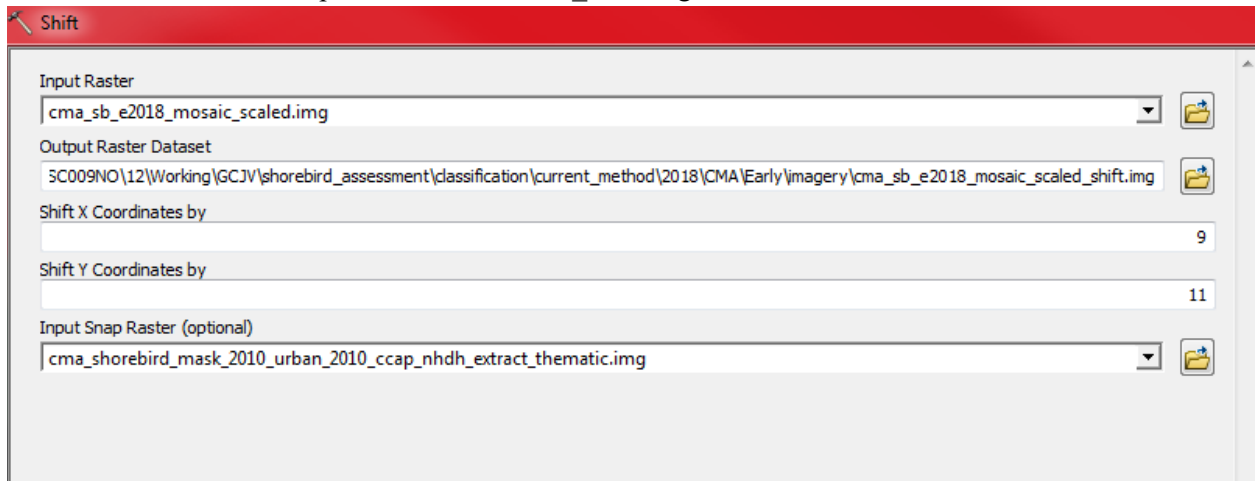 Shift
Input Raster
cma_sb_e2018_mosaic_scaled.img
Output Raster Dataset
SC009NO\12\Working\GCJV\shorebird_assessment\classification\current_method\2018\CMA\Early\imagery\cma_sb_e2018_mosaic_scaled_shift.img
Shift X Coordinates by
9
Shift Y Coordinates by
11
Input Snap Raster (optional)
cma_shorebird_mask_2010_urban_2010_ccap_nhdh_extract_thematic.img